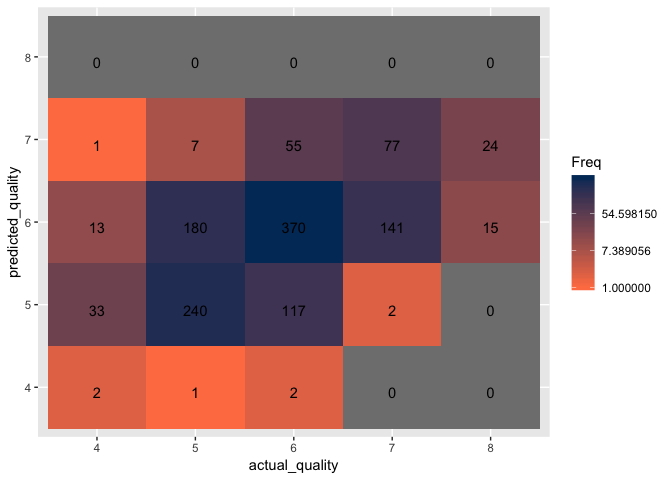 8 0 0 0 0 0
7 1 7 55 77 24
6 13 180 370 141 15
5 33 240 117 2 0
4 2 1 2 0 0
4 5 6 7 8
actual_quality
predicted_quality
Freq
54.598150
7.389056
1.000000